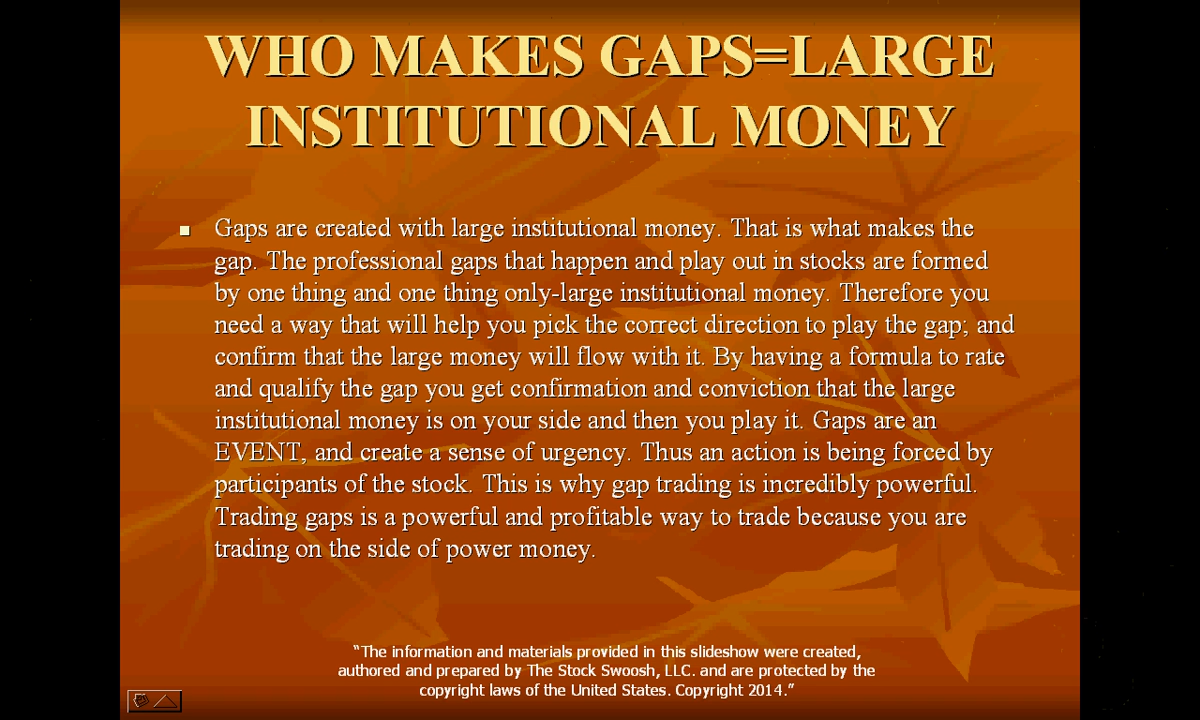 WHO MAKES GAPS=LARGE
INSTITUTIONAL MONEY
Gaps are created with large institutional money. That is what makes the
gap. The professional gaps that happen and play out in stocks are formed
by one thing and one thing only-large institutional money. Therefore you
need a way that will help you pick the correct direction to play the gap; and
confirm that the large money will flow with it. By having a formula to rate
and qualify the gap you get confirmation and conviction that the large
institutional money is on your side and then you play it. Gaps are an
EVENT, and create a sense of urgency. Thus an action is being forced by
participants of the stock. This is why gap trading is incredibly powerful.
Trading gaps is a powerful and profitable way to trade because you are
trading on the side of power money.
“The information and materials provided in this slideshow were created,
authored and prepared by The Stock Swoosh, LLC. and are protected by the
copyright laws of the United States. Copyright 2014.”